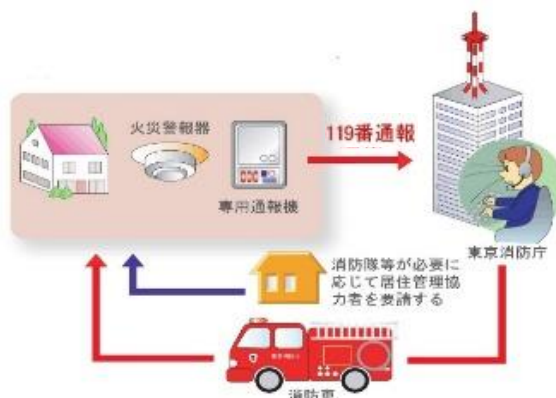 火災警報器
専用通報機
119番通報
東京消防庁
消防隊等が必要に
応じて居住管理協
力者を要請する
消防車